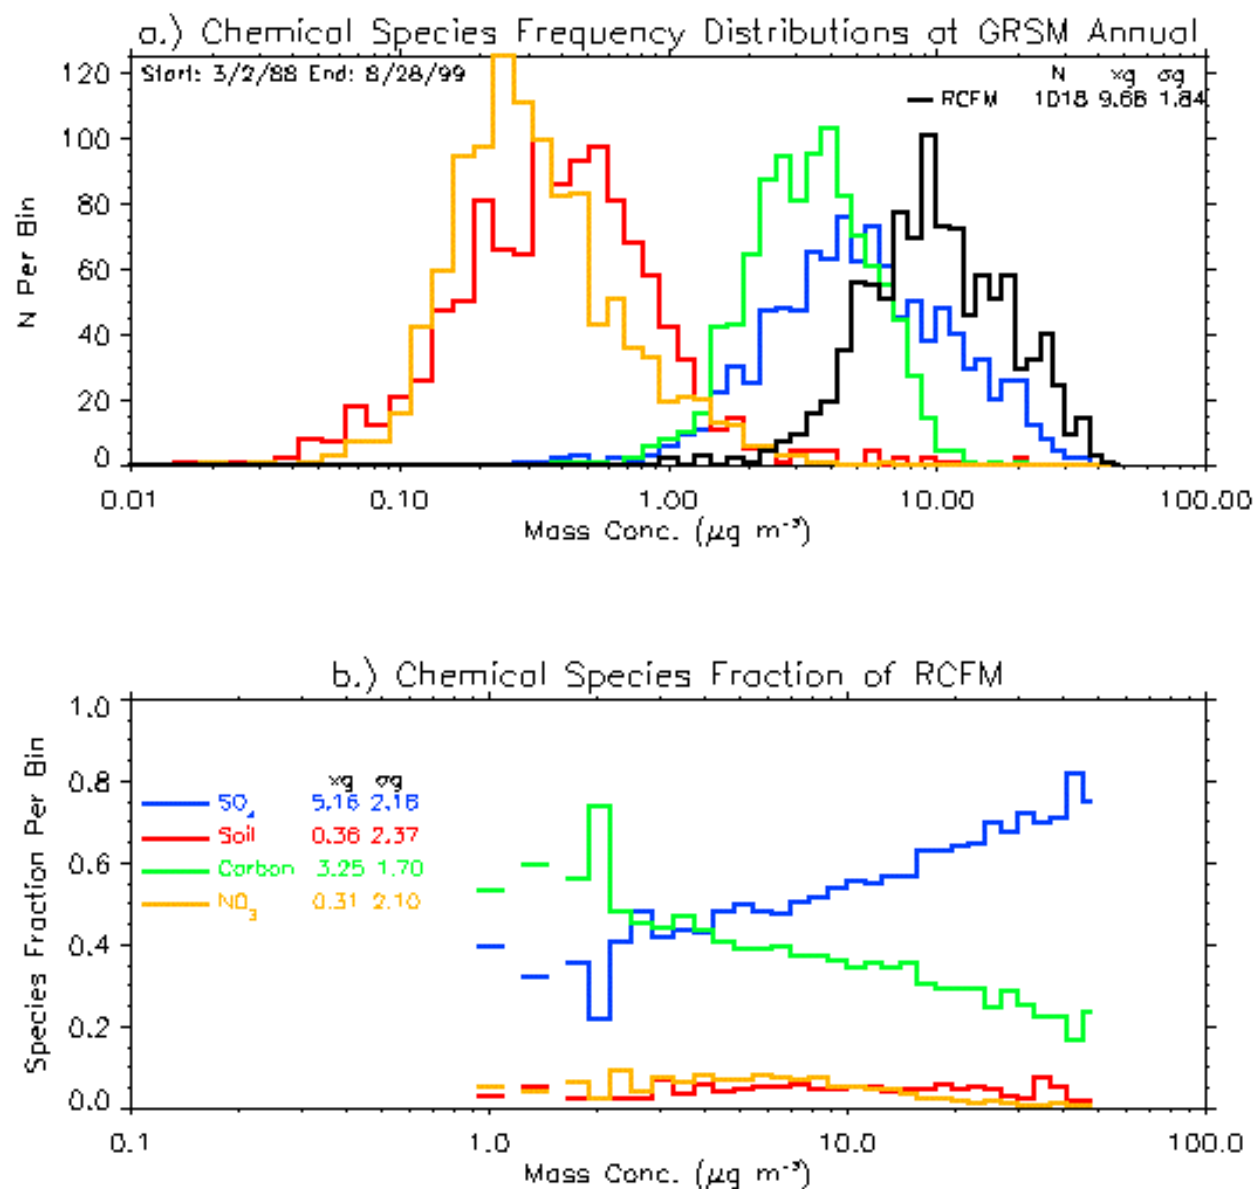 a.) Chemical Species Frequency Distributions at GRSM Annual
Start: 3/2/88 End: 8/28/99
N xg σg
RCFM 1018 9.68 1.84
N Per Bin
120
100
80
60
40
20
0
0.01 0.10 1.00 10.00 100.00
Mass Conc. (μg m⁻³)
b.) Chemical Species Fraction of RCFM
Species Fraction Per Bin
1.0
0.8
0.6
0.4
0.2
0.0
xg σg
SO₄ 5.16 2.18
Soil 0.36 2.37
Carbon 3.25 1.70
NO₃ 0.31 2.10
0.1 1.0 10.0 100.0
Mass Conc. (μg m⁻³)